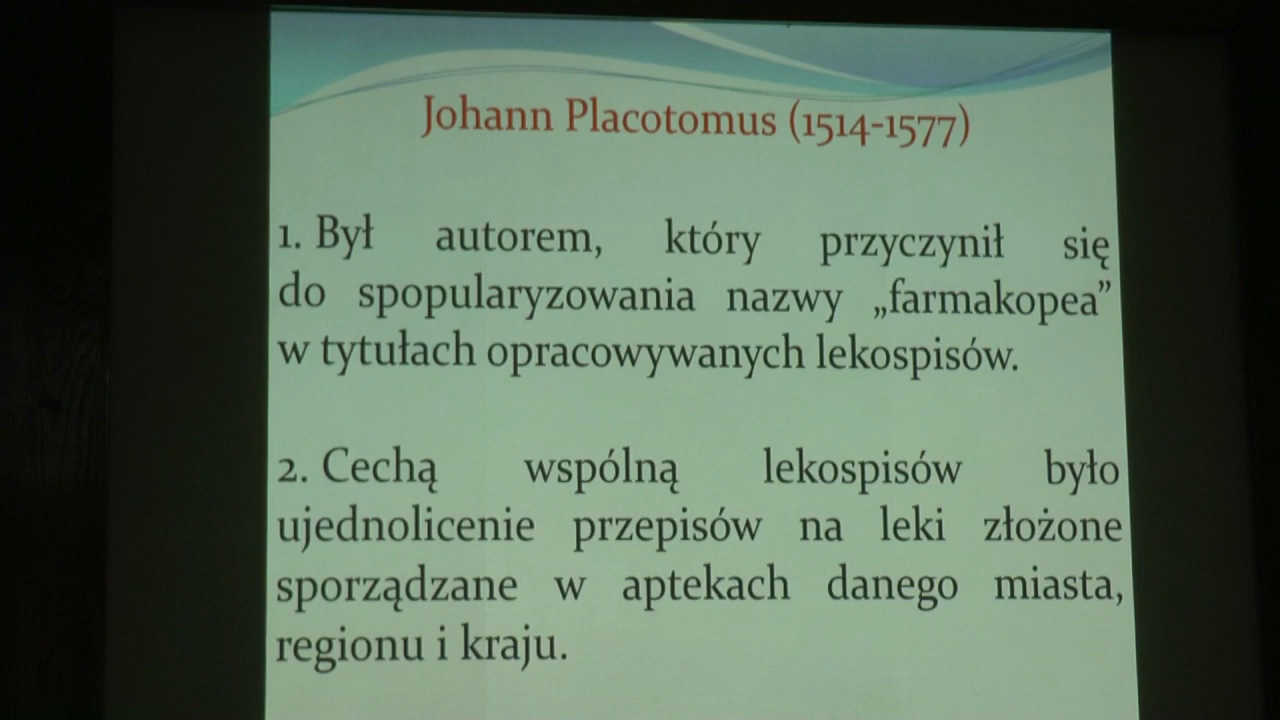 Johann Placotomus (1514-1577)
1. Był autorem, który przyczynił się
do spopularyzowania nazwy „farmakopea”
w tytułach opracowywanych lekospisów.
2. Cechą wspólną lekospisów było
ujednolicenie przepisów na leki złożone
sporządzane w aptekach danego miasta,
regionu i kraju.